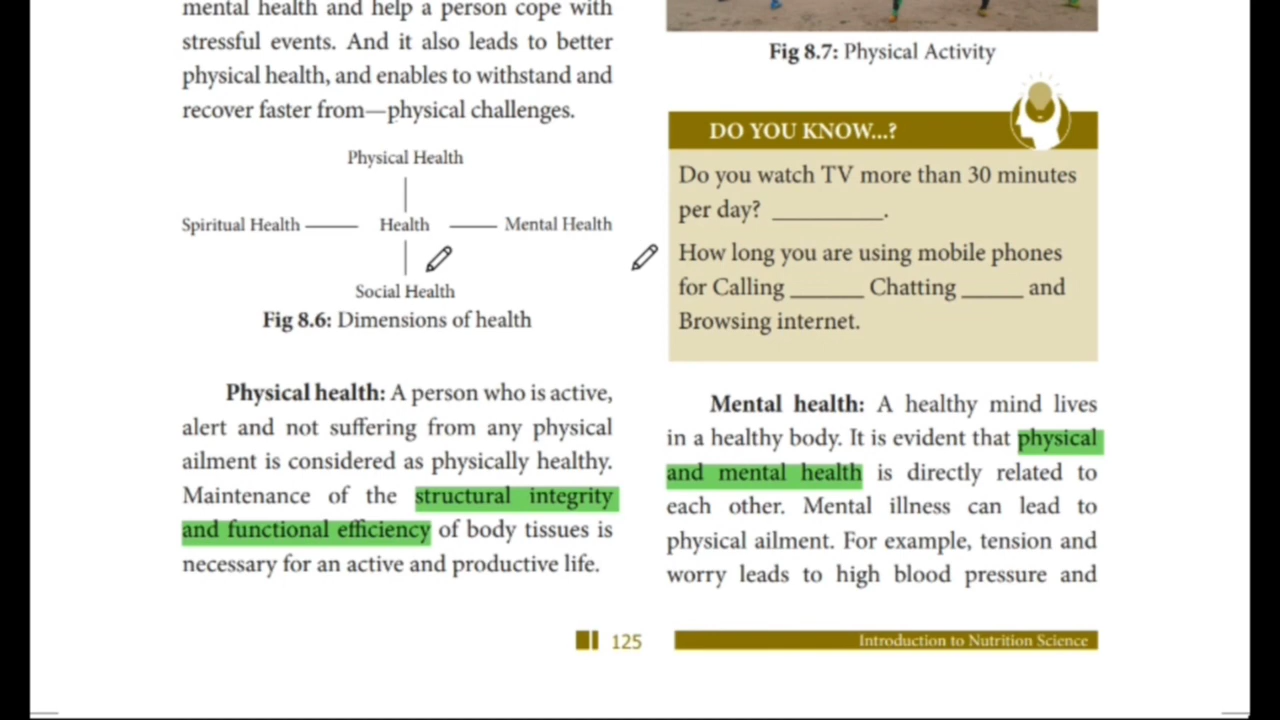 mental health and help a person cope with
stressful events. And it also leads to better
physical health, and enables to withstand and
recover faster from—physical challenges.
Physical Health
Spiritual Health Health Mental Health
Social Health
Fig 8.6: Dimensions of health
Physical health: A person who is active,
alert and not suffering from any physical
ailment is considered as physically healthy.
Maintenance of the structural integrity
and functional efficiency of body tissues is
necessary for an active and productive life.
Fig 8.7: Physical Activity
DO YOU KNOW...?
Do you watch TV more than 30 minutes
per day? __________.
How long you are using mobile phones
for Calling ______ Chatting _____ and
Browsing internet.
Mental health: A healthy mind lives
in a healthy body. It is evident that physical
and mental health is directly related to
each other. Mental illness can lead to
physical ailment. For example, tension and
worry leads to high blood pressure and
125
Introduction to Nutrition Science